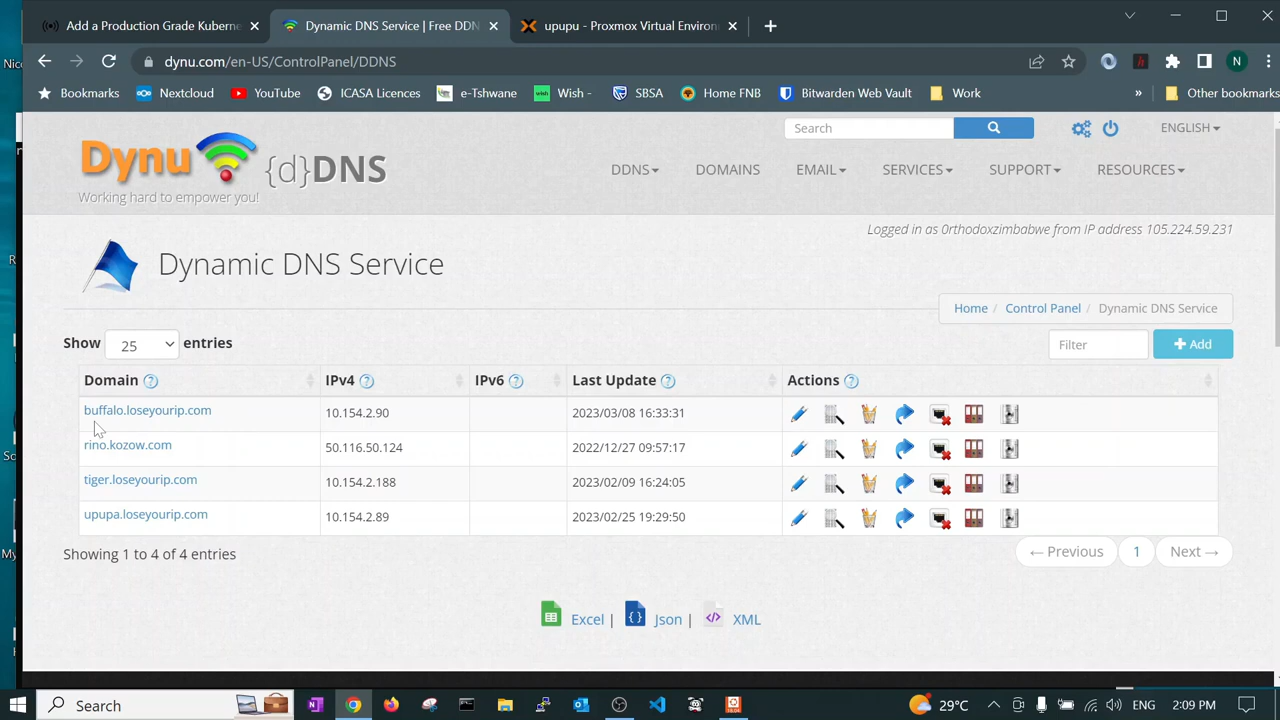 Add a Production Grade Kuberne
Dynamic DNS Service | Free DDN
upupu - Proxmox Virtual Environ
dynu.com/en-US/ControlPanel/DDNS
N
Bookmarks
Nextcloud
YouTube
ICASA Licences
e-Tshwane
wish
Wish -
SBSA
Home FNB
Bitwarden Web Vault
Work
»
Other bookmarks
Search
ENGLISH
Dynu {d}DNS
Working hard to empower you!
DDNS
DOMAINS
EMAIL
SERVICES
SUPPORT
RESOURCES
Logged in as 0rthodoxzimbabwe from IP address 105.224.59.231
Dynamic DNS Service
Home / Control Panel / Dynamic DNS Service
Show 25 entries
Filter
+ Add
Domain ? IPv4 ? IPv6 ? Last Update ? Actions ?
buffalo.loseyourip.com 10.154.2.90 2023/03/08 16:33:31
rino.kozow.com 50.116.50.124 2022/12/27 09:57:17
tiger.loseyourip.com 10.154.2.188 2023/02/09 16:24:05
upupa.loseyourip.com 10.154.2.89 2023/02/25 19:29:50
Showing 1 to 4 of 4 entries
← Previous 1 Next →
Excel | Json | XML
Search
29°C
ENG
2:09 PM